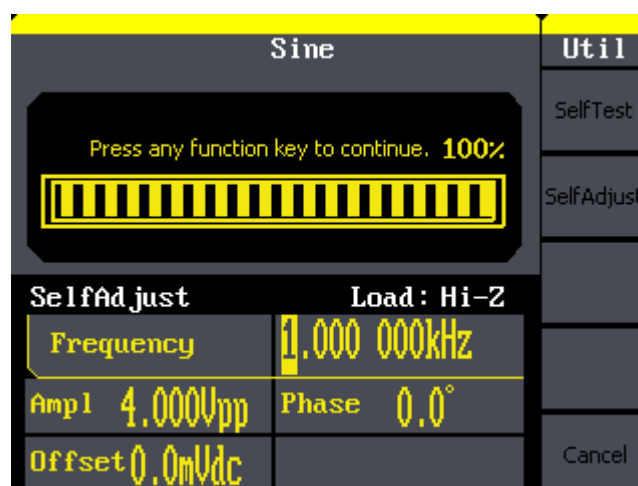 Sine
Util
Press any function key to continue. 100%
SelfTest
SelfAdjust
SelfAdjust Load: Hi-Z
Frequency 1.000 000kHz
Ampl 4.000Vpp Phase 0.0°
Offset 0.0mVdc
Cancel